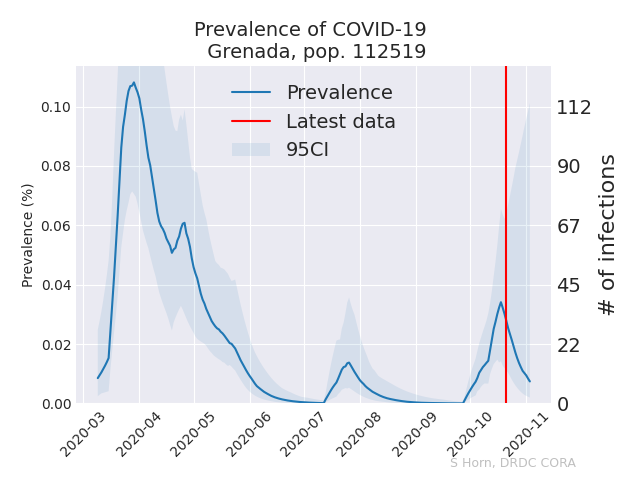 Prevalence of COVID-19
Grenada, pop. 112519
Prevalence
Latest data
95CI
Prevalence (%)
0.10
0.08
0.06
0.04
0.02
0.00
112
90
67
45
22
0
# of infections
2020-03
2020-04
2020-05
2020-06
2020-07
2020-08
2020-09
2020-10
2020-11
S Horn, DRDC CORA